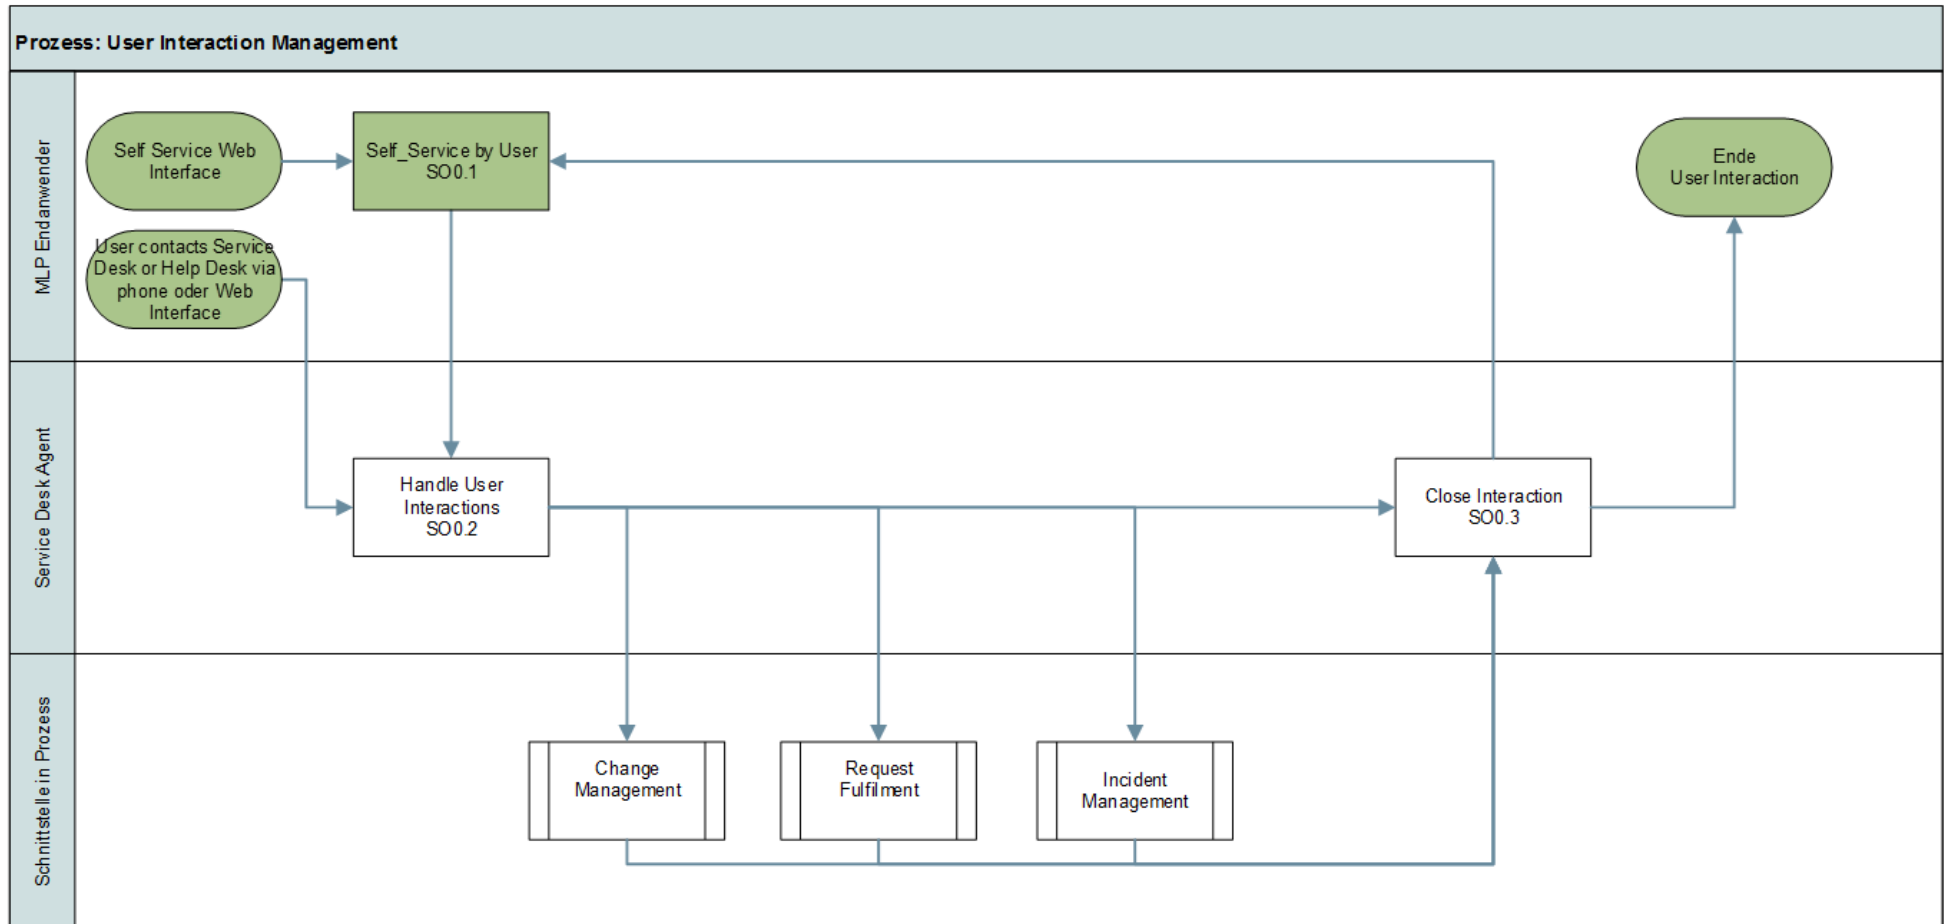 Prozess: User Interaction Management
MLP Endanwender
Self Service Web
Interface
Self_Service by User
SO0.1
Ende
User Interaction
User contacts Service
Desk or Help Desk via
phone oder Web
Interface
Service Desk Agent
Handle User
Interactions
SO0.2
Close Interaction
SO0.3
Schnittstelle in Prozess
Change
Management
Request
Fulfilment
Incident
Management